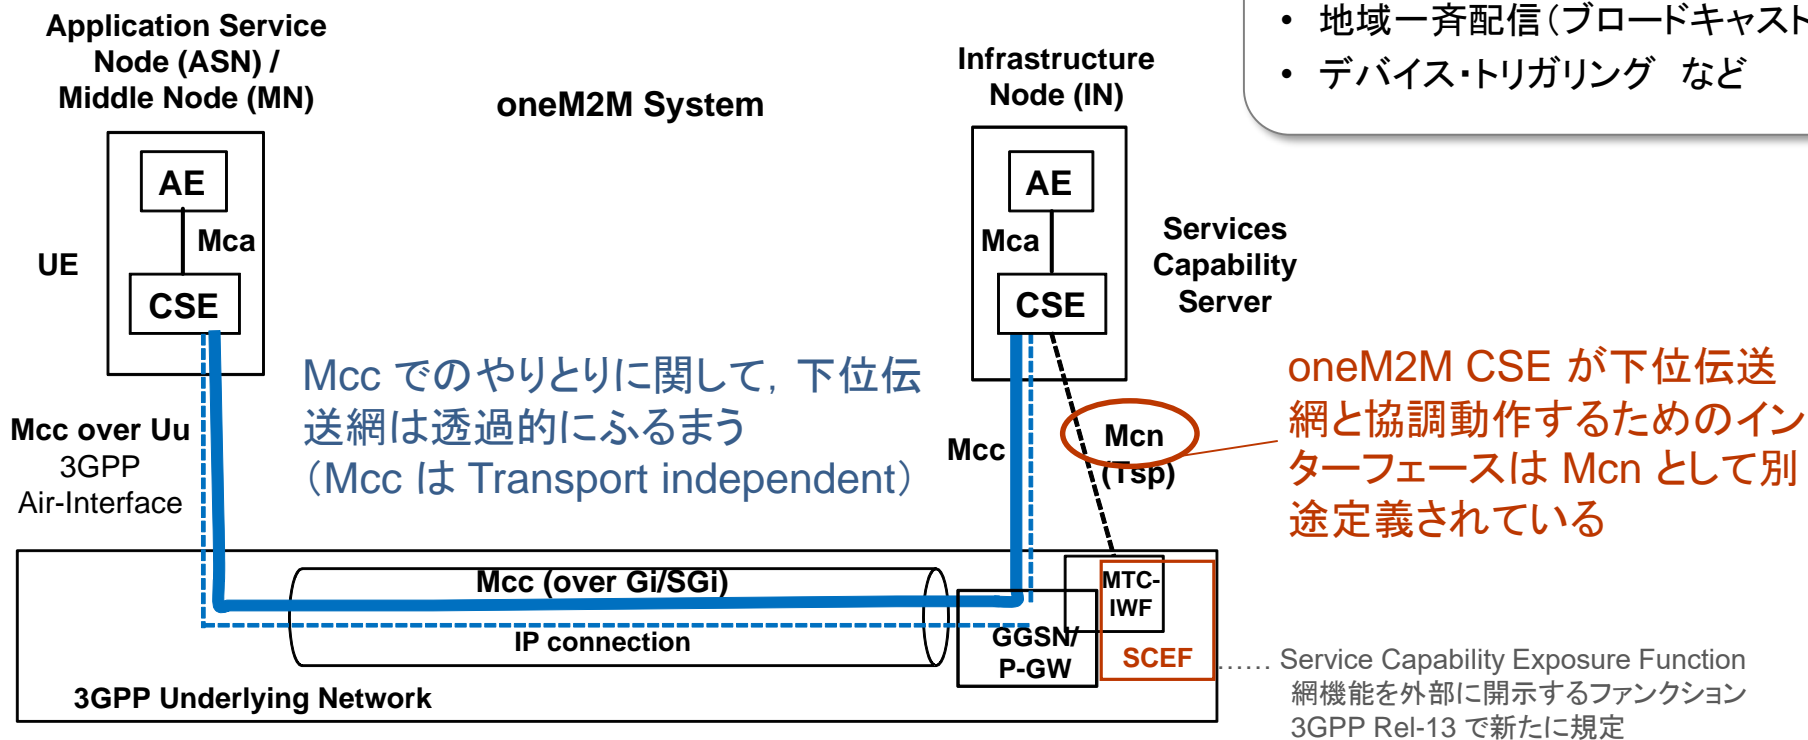 • 地域一斉配信（ブロードキャスト
• デバイス・トリガリング など
Application Service
Node (ASN) /
Middle Node (MN)
oneM2M System
Infrastructure
Node (IN)
AE
Mca
CSE
UE
AE
Mca
CSE
Services
Capability
Server
Mcc でのやりとりに関して，下位伝
送網は透過的にふるまう
（Mcc は Transport independent）
oneM2M CSE が下位伝送
網と協調動作するためのイン
ターフェースは Mcn として別
途定義されている
Mcc over Uu
3GPP
Air-Interface
Mcc
Mcn
(Tsp)
Mcc (over Gi/SGi)
IP connection
MTC-
IWF
GGSN/
P-GW
SCEF
3GPP Underlying Network
…… Service Capability Exposure Function
網機能を外部に開示するファンクション
3GPP Rel-13 で新たに規定